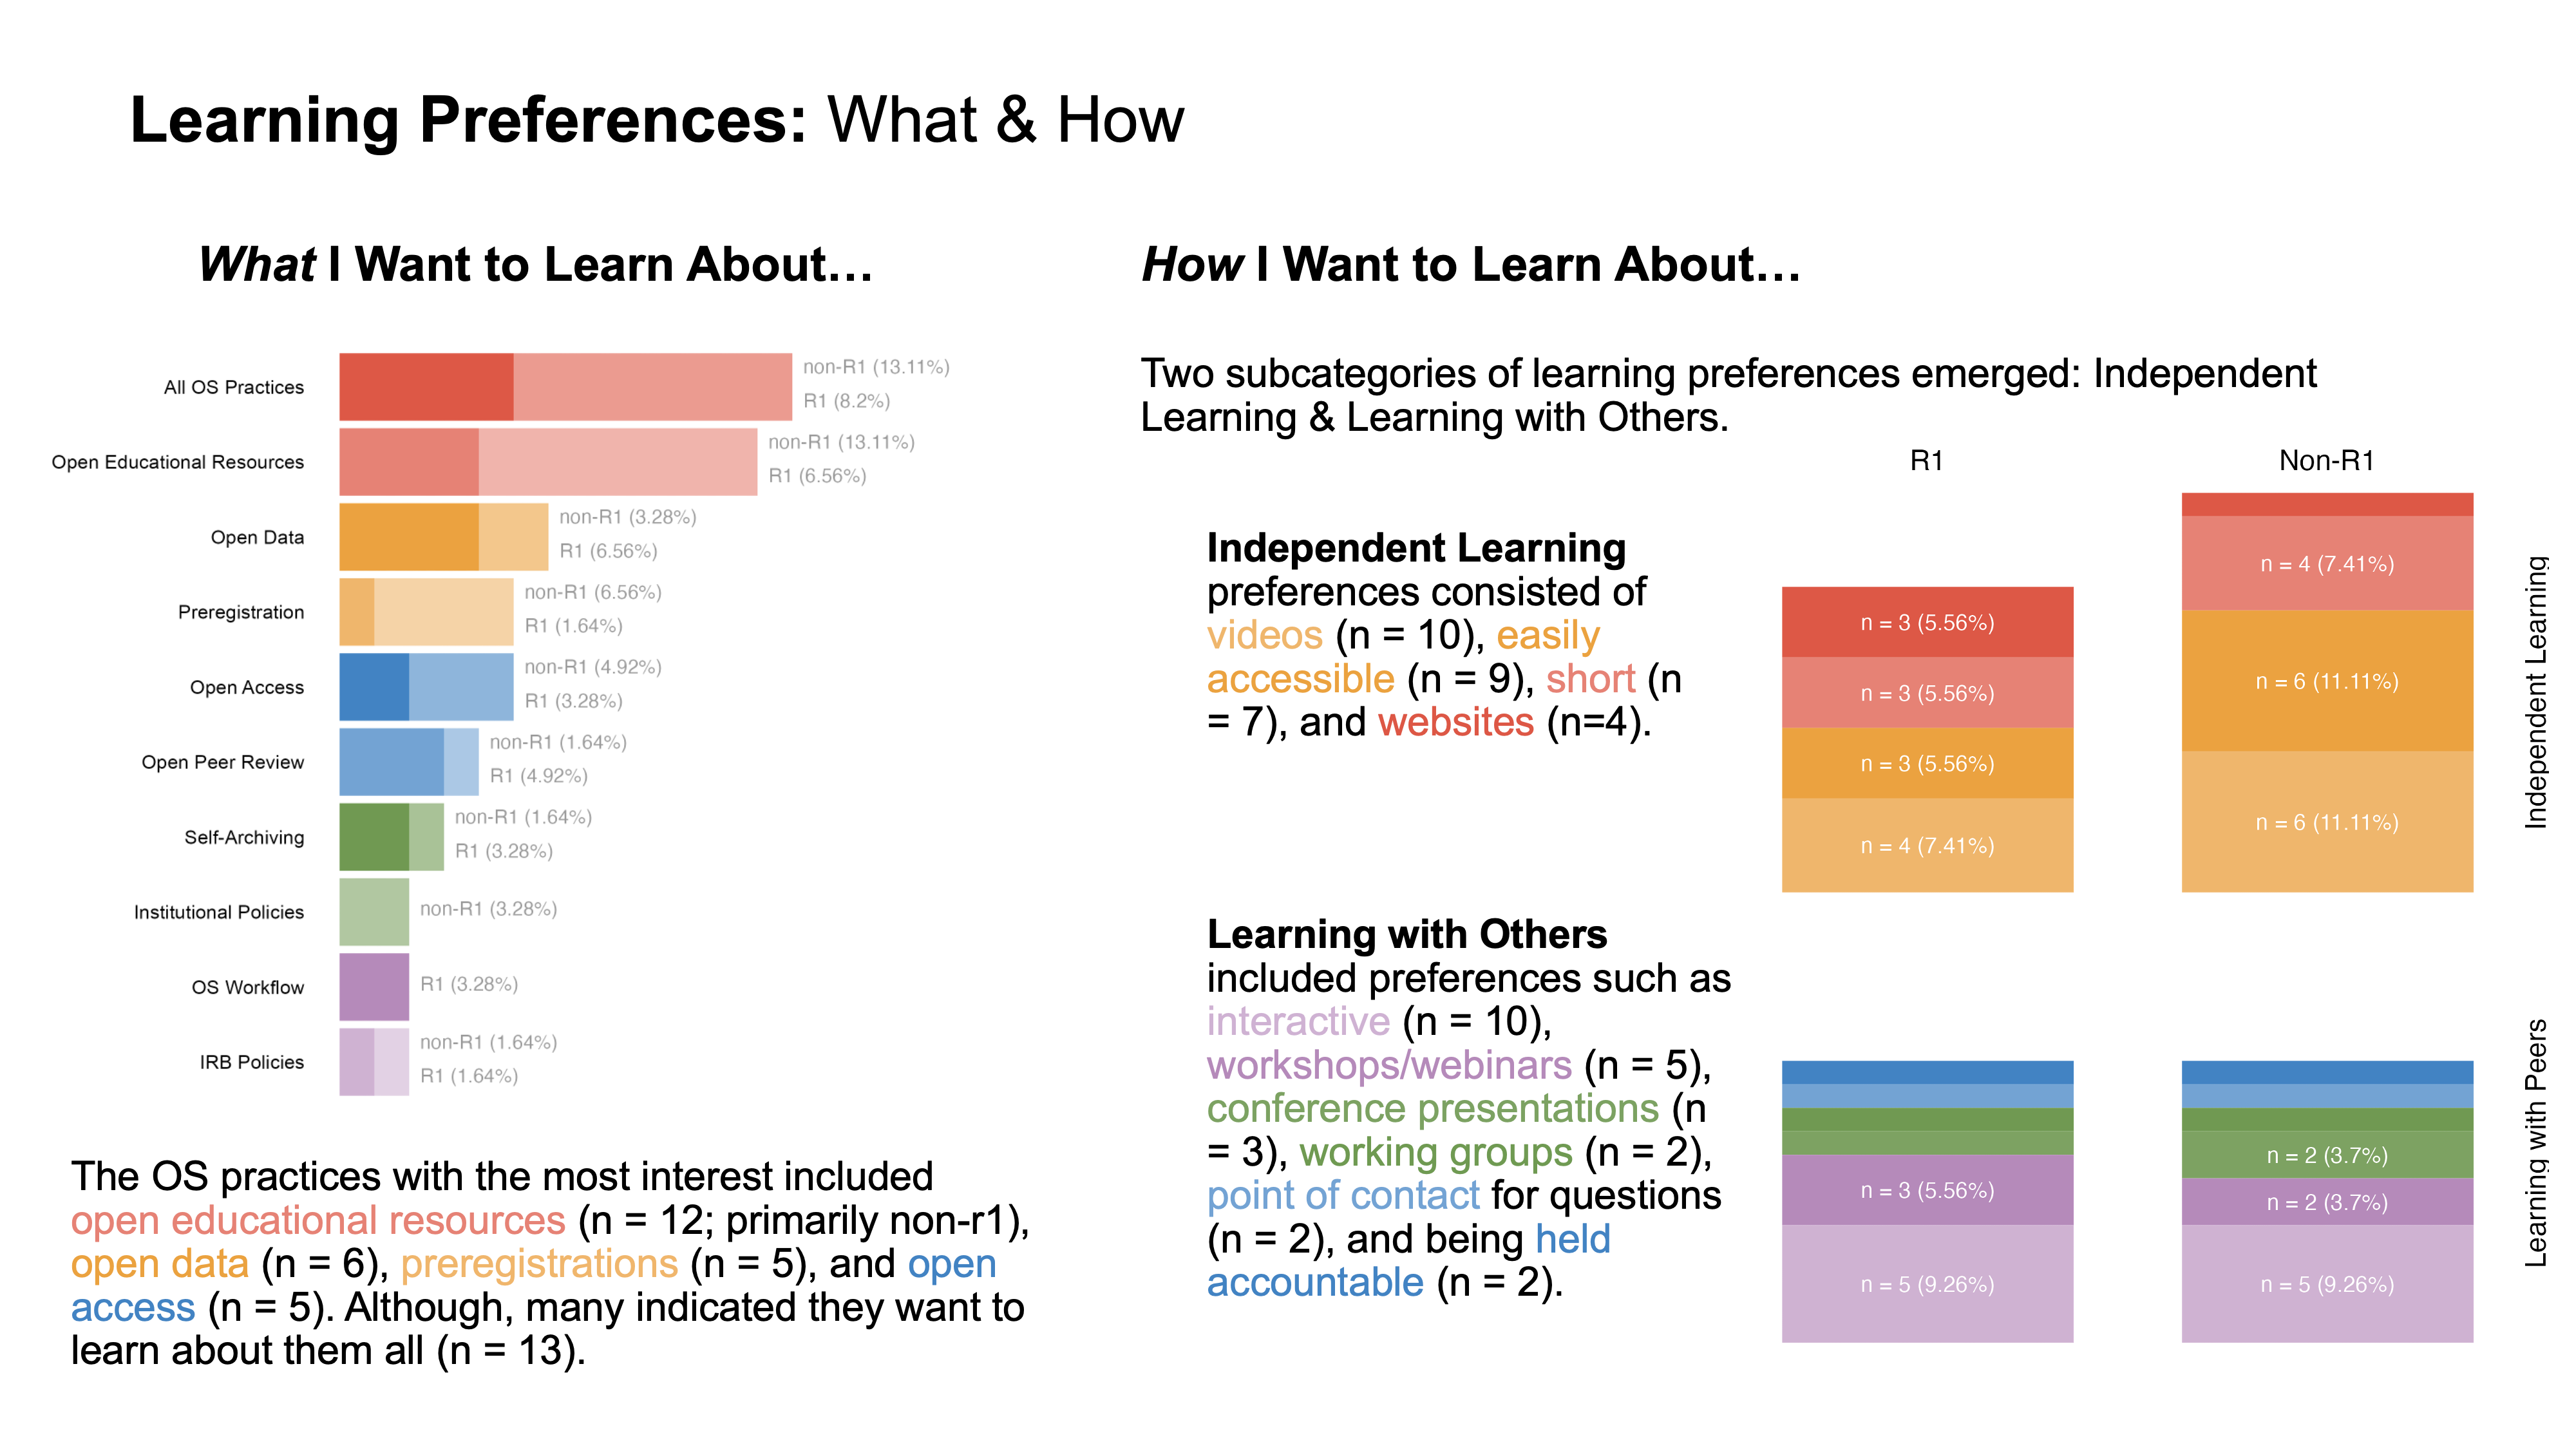 Learning Preferences: What & How
What I Want to Learn About…
All OS Practices
non-R1 (13.11%)
R1 (8.2%)
Open Educational Resources
non-R1 (13.11%)
R1 (6.56%)
Open Data
non-R1 (3.28%)
R1 (6.56%)
Preregistration
non-R1 (6.56%)
R1 (1.64%)
Open Access
non-R1 (4.92%)
R1 (3.28%)
Open Peer Review
non-R1 (1.64%)
R1 (4.92%)
Self-Archiving
non-R1 (1.64%)
R1 (3.28%)
Institutional Policies
non-R1 (3.28%)
OS Workflow
R1 (3.28%)
IRB Policies
non-R1 (1.64%)
R1 (1.64%)
The OS practices with the most interest included
open educational resources (n = 12; primarily non-r1),
open data (n = 6), preregistrations (n = 5), and open
access (n = 5). Although, many indicated they want to
learn about them all (n = 13).
How I Want to Learn About…
Two subcategories of learning preferences emerged: Independent
Learning & Learning with Others.
Independent Learning
preferences consisted of
videos (n = 10), easily
accessible (n = 9), short (n
= 7), and websites (n=4).
Learning with Others
included preferences such as
interactive (n = 10),
workshops/webinars (n = 5),
conference presentations (n
= 3), working groups (n = 2),
point of contact for questions
(n = 2), and being held
accountable (n = 2).
R1
Non-R1
n = 3 (5.56%)
n = 3 (5.56%)
n = 3 (5.56%)
n = 4 (7.41%)
n = 4 (7.41%)
n = 6 (11.11%)
n = 6 (11.11%)
Independent Learning
n = 3 (5.56%)
n = 5 (9.26%)
n = 2 (3.7%)
n = 2 (3.7%)
n = 5 (9.26%)
Learning with Peers